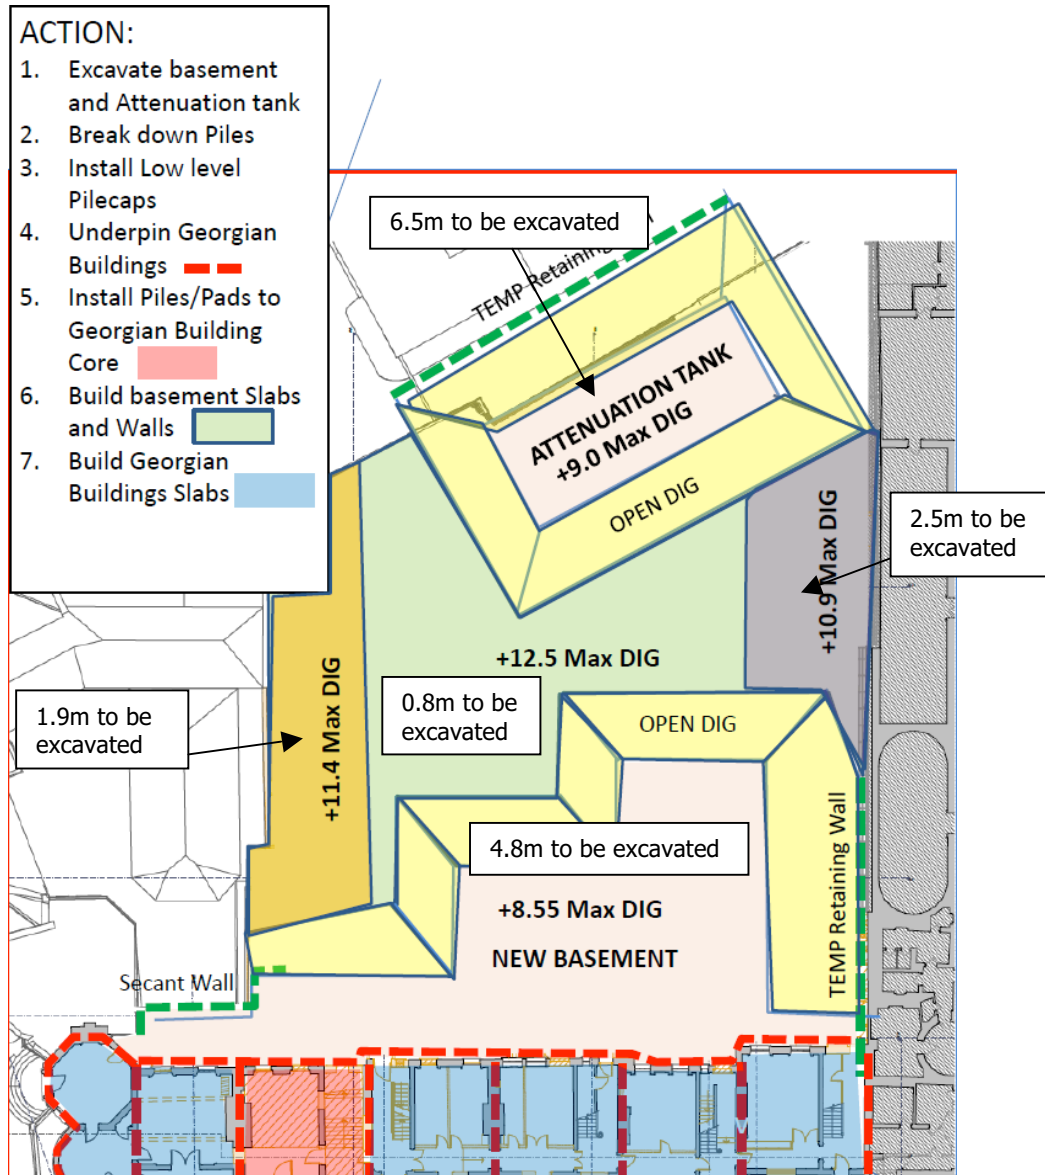 ACTION:
1. Excavate basement
and Attenuation tank
2. Break down Piles
3. Install Low level
Pilecaps
4. Underpin Georgian
Buildings
5. Install Piles/Pads to
Georgian Building
Core
6. Build basement Slabs
and Walls
7. Build Georgian
Buildings Slabs
6.5m to be excavated
TEMP Retaining
ATTENUATION TANK
+9.0 Max DIG
OPEN DIG
2.5m to be
excavated
+10.9 Max DIG
+12.5 Max DIG
0.8m to be
excavated
1.9m to be
excavated
+11.4 Max DIG
OPEN DIG
4.8m to be excavated
+8.55 Max DIG
NEW BASEMENT
TEMP Retaining Wall
Secant Wall